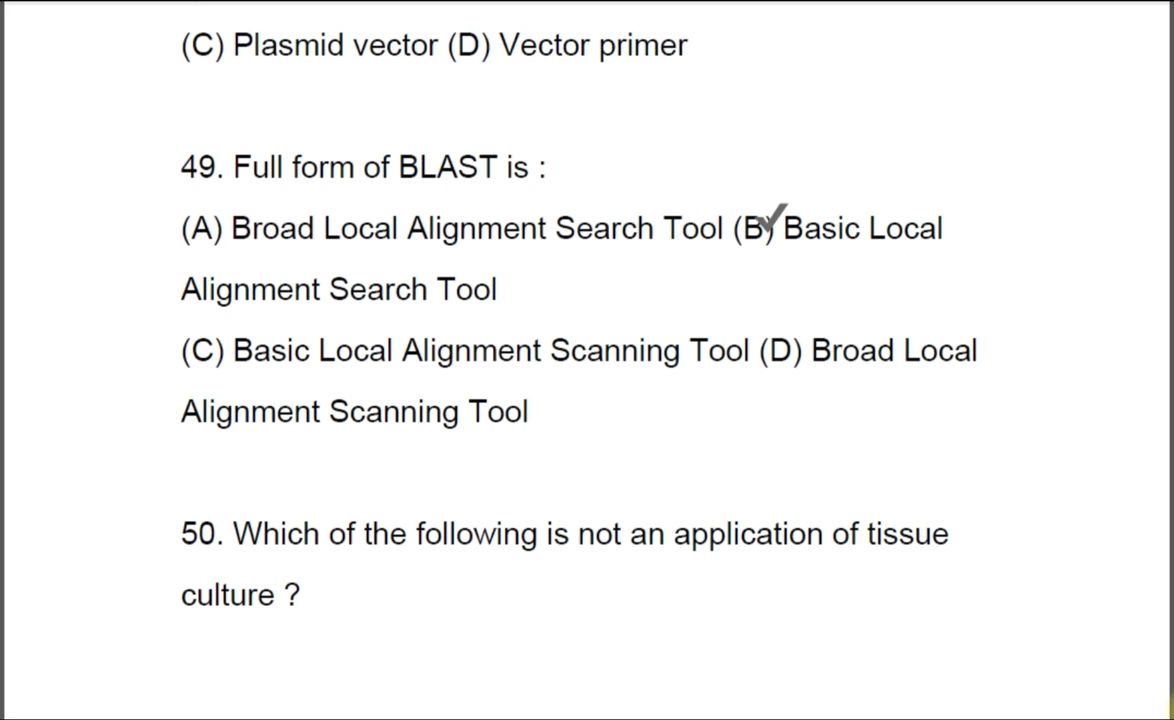 (C) Plasmid vector (D) Vector primer
49. Full form of BLAST is :
(A) Broad Local Alignment Search Tool (B) Basic Local
Alignment Search Tool
(C) Basic Local Alignment Scanning Tool (D) Broad Local
Alignment Scanning Tool
50. Which of the following is not an application of tissue
culture ?